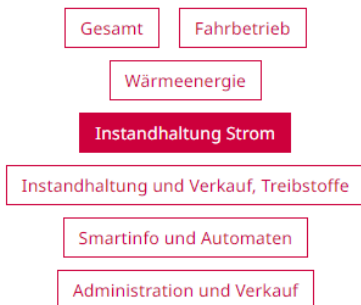 Gesamt Fahrbetrieb
Wärmeenergie
Instandhaltung Strom
Instandhaltung und Verkauf, Treibstoffe
Smartinfo und Automaten
Administration und Verkauf